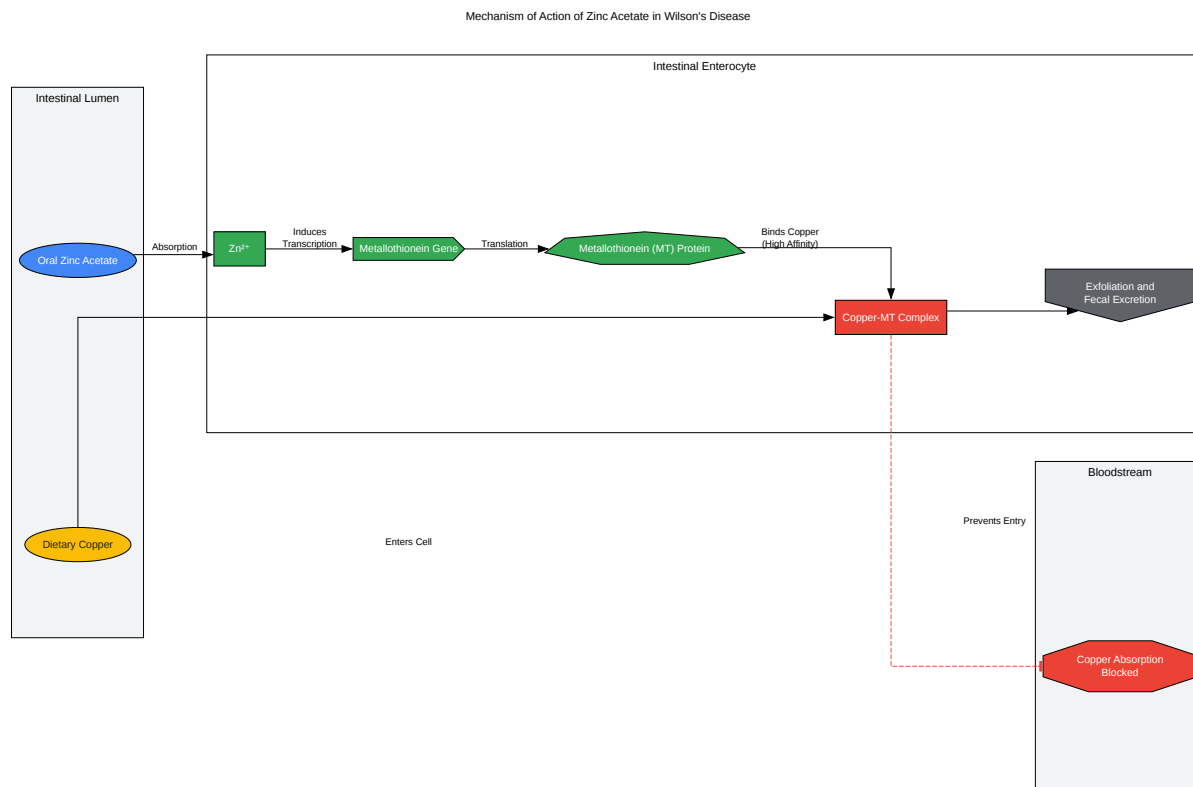 Mechanism of Action of Zinc Acetate in Wilson's Disease
Intestinal Enterocyte
Intestinal Lumen
Oral Zinc Acetate
Absorption
Zn²⁺
Induces
Transcription
Metallothionein Gene
Translation
Metallothionein (MT) Protein
Binds Copper
(High Affinity)
Copper-MT Complex
Exfoliation and
Fecal Excretion
Bloodstream
Prevents Entry
Dietary Copper
Enters Cell
Copper Absorption
Blocked